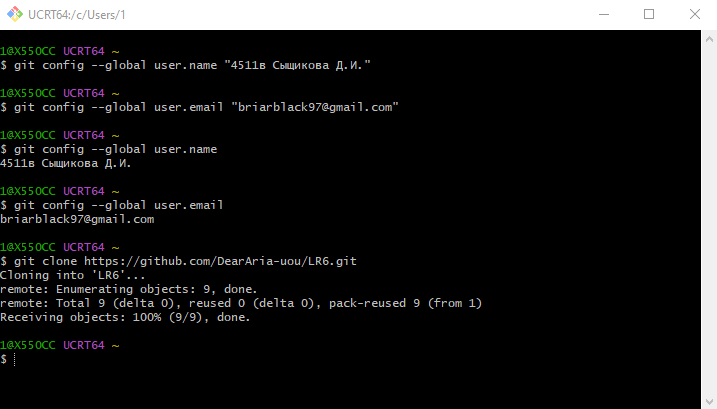 UCRT64:/c/Users/1
1@X550CC UCRT64 ~
$ git config --global user.name "4511в Сыщикова Д.И."
1@X550CC UCRT64 ~
$ git config --global user.email "briarblack97@gmail.com"
1@X550CC UCRT64 ~
$ git config --global user.name
4511в Сыщикова Д.И.
1@X550CC UCRT64 ~
$ git config --global user.email
briarblack97@gmail.com
1@X550CC UCRT64 ~
$ git clone https://github.com/DearAria-uou/LR6.git
Cloning into 'LR6'...
remote: Enumerating objects: 9, done.
remote: Total 9 (delta 0), reused 0 (delta 0), pack-reused 9 (from 1)
Receiving objects: 100% (9/9), done.
1@X550CC UCRT64 ~
$